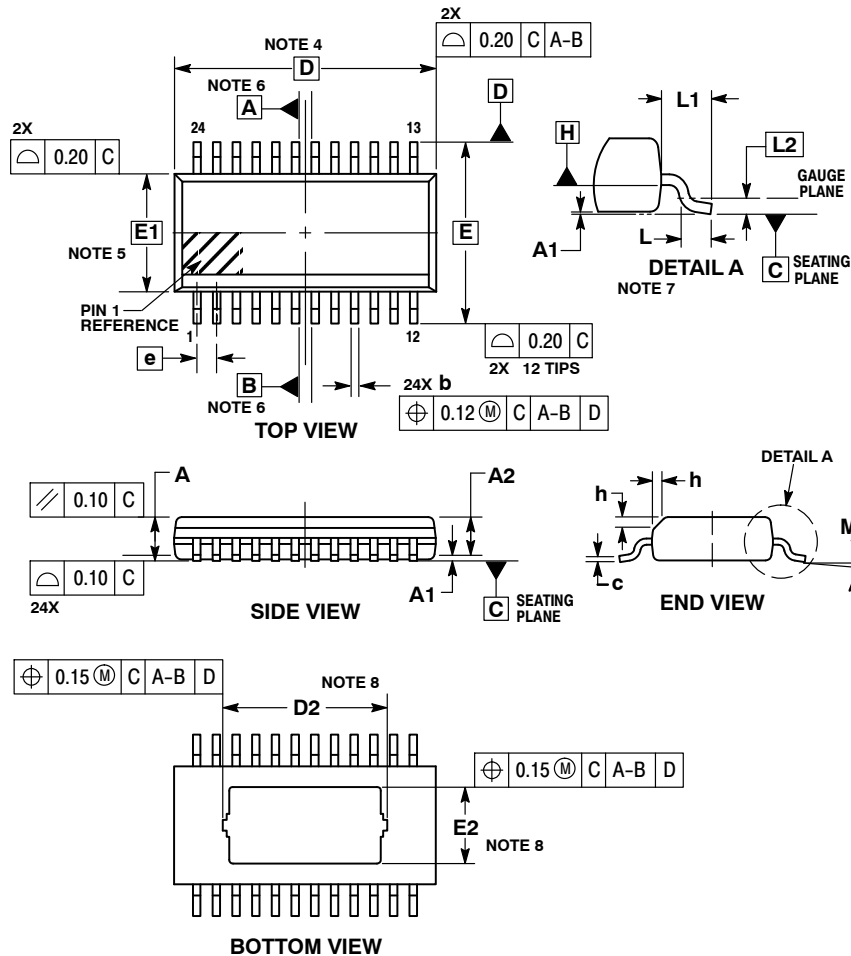 2X
⌓ 0.20 C A-B
NOTE 4
D
NOTE 6
A
D
2X
⌓ 0.20 C
24
13
E1
NOTE 5
E
PIN 1
REFERENCE
1
12
⌓ 0.20 C
2X 12 TIPS
e
B
NOTE 6
24X b
⌖ 0.12 Ⓜ C A-B D
TOP VIEW
L1
H
L2
GAUGE
PLANE
A1
L
DETAIL A
NOTE 7
C SEATING
PLANE
A
A2
⫽ 0.10 C
⌓ 0.10 C
24X
A1
C SEATING
PLANE
SIDE VIEW
DETAIL A
h
h
M
c
A
END VIEW
⌖ 0.15 Ⓜ C A-B D
NOTE 8
D2
⌖ 0.15 Ⓜ C A-B D
E2
NOTE 8
BOTTOM VIEW